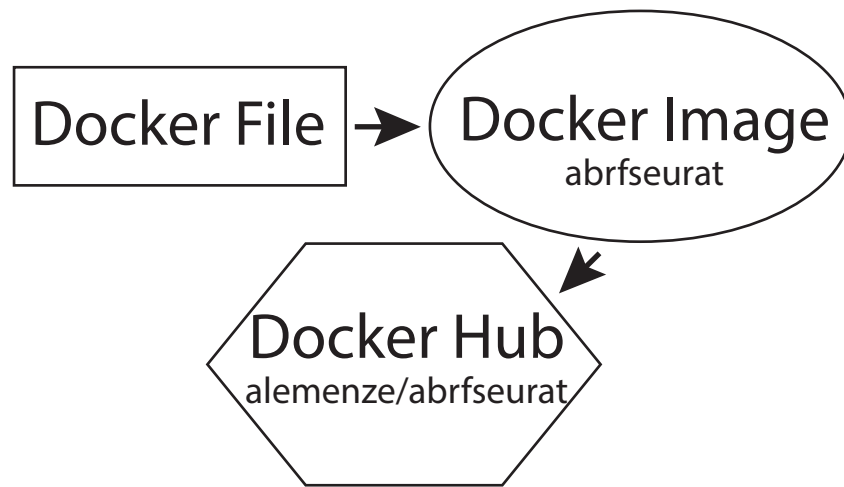 Docker File
Docker Image
abrfseurat
Docker Hub
alemenze/abrfseurat